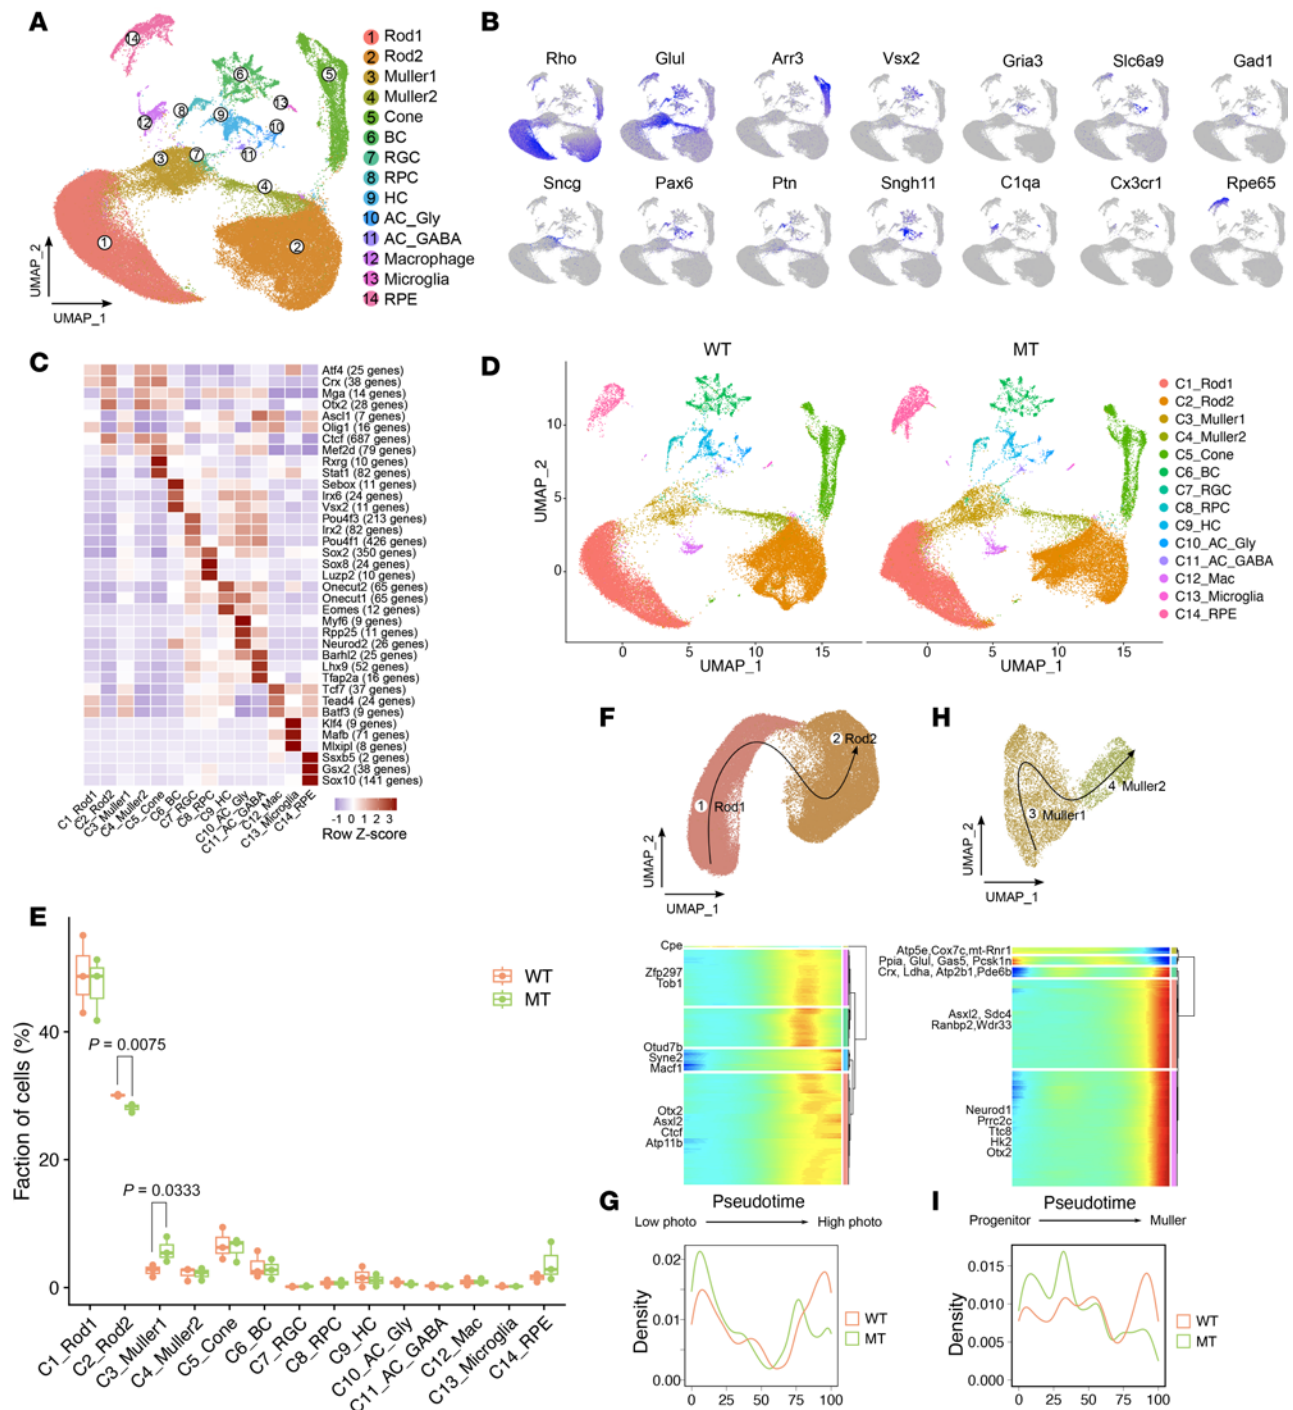 A
1 Rod1
2 Rod2
3 Muller1
4 Muller2
5 Cone
6 BC
7 RGC
8 RPC
9 HC
10 AC_Gly
11 AC_GABA
12 Macrophage
13 Microglia
14 RPE
14
6
5
13
8
9
12
10
3
7
11
4
1
2
UMAP_2
UMAP_1
B
Rho Glul Arr3 Vsx2 Gria3 Slc6a9 Gad1
Sncg Pax6 Ptn Sngh11 C1qa Cx3cr1 Rpe65
C
Atf4 (25 genes)
Crx (38 genes)
Mga (14 genes)
Otx2 (28 genes)
Ascl1 (7 genes)
Olig1 (16 genes)
Ctcf (687 genes)
Mef2d (79 genes)
Rxrg (10 genes)
Stat1 (82 genes)
Sebox (11 genes)
Irx6 (24 genes)
Vsx2 (11 genes)
Pou4f3 (213 genes)
Irx2 (82 genes)
Pou4f1 (426 genes)
Sox2 (350 genes)
Sox8 (24 genes)
Luzp2 (10 genes)
Onecut2 (65 genes)
Onecut1 (65 genes)
Eomes (12 genes)
Myf6 (9 genes)
Rpp25 (11 genes)
Neurod2 (26 genes)
Barhl2 (25 genes)
Lhx9 (52 genes)
Tfap2a (16 genes)
Tcf7 (37 genes)
Tead4 (24 genes)
Batf3 (9 genes)
Klf4 (9 genes)
Mafb (71 genes)
Mlxipl (8 genes)
Ssxb5 (2 genes)
Gsx2 (38 genes)
Sox10 (141 genes)
C1_Rod1
C2_Rod2
C3_Muller1
C4_Muller2
C5_Cone
C6_BC
C7_RGC
C8_RPC
C9_HC
C10_AC_Gly
C11_AC_GABA
C12_Mac
C13_Microglia
C14_RPE
-1 0 1 2 3
Row Z-score
D
WT MT
10
5
0
UMAP_2
0 5 10 15
0 5 10 15
UMAP_1 UMAP_1
C1_Rod1
C2_Rod2
C3_Muller1
C4_Muller2
C5_Cone
C6_BC
C7_RGC
C8_RPC
C9_HC
C10_AC_Gly
C11_AC_GABA
C12_Mac
C13_Microglia
C14_RPE
E
Faction of cells (%)
40
20
0
P = 0.0075
P = 0.0333
WT
MT
C1_Rod1
C2_Rod2
C3_Muller1
C4_Muller2
C5_Cone
C6_BC
C7_RGC
C8_RPC
C9_HC
C10_AC_Gly
C11_AC_GABA
C12_Mac
C13_Microglia
C14_RPE
F
2 Rod2
1 Rod1
UMAP_2
UMAP_1
Cpe
Zfp297
Tob1
Otud7b
Syne2
Macf1
Otx2
Asxl2
Ctcf
Atp11b
G
Pseudotime
Low photo High photo
0.02
0.01
0.00
Density
0 25 50 75 100
WT
MT
H
4 Muller2
3 Muller1
UMAP_2
UMAP_1
Atp5e,Cox7c,mt-Rnr1
Ppia, Glul, Gas5, Pcsk1n
Crx, Ldha, Atp2b1,Pde6b
Asxl2, Sdc4
Ranbp2,Wdr33
Neurod1
Prrc2c
Ttc8
Hk2
Otx2
I
Pseudotime
Progenitor Muller
0.015
0.010
0.005
0.000
Density
0 25 50 75 100
WT
MT